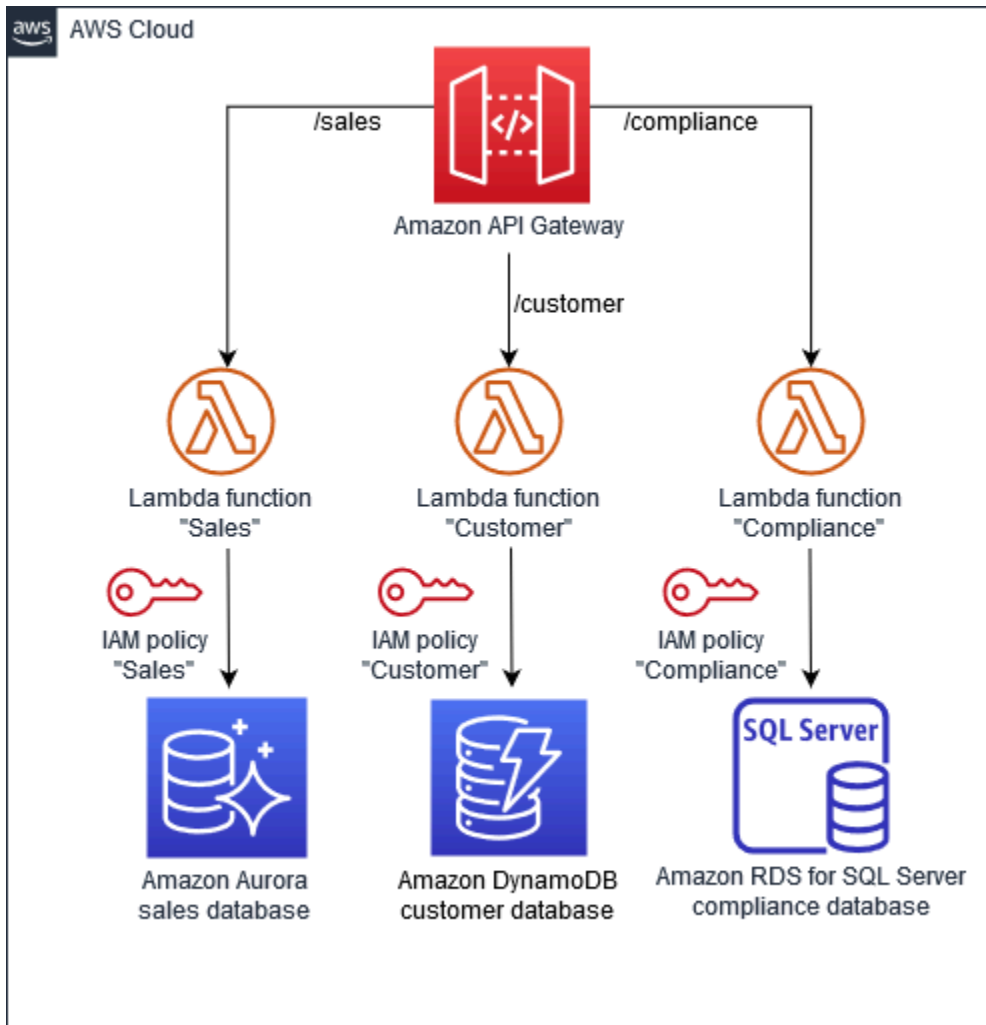 aws
AWS Cloud
/sales
</>
/compliance
Amazon API Gateway
/customer
Lambda function
"Sales"
Lambda function
"Customer"
Lambda function
"Compliance"
IAM policy
"Sales"
IAM policy
"Customer"
IAM policy
"Compliance"
SQL Server
Amazon Aurora
sales database
Amazon DynamoDB
customer database
Amazon RDS for SQL Server
compliance database